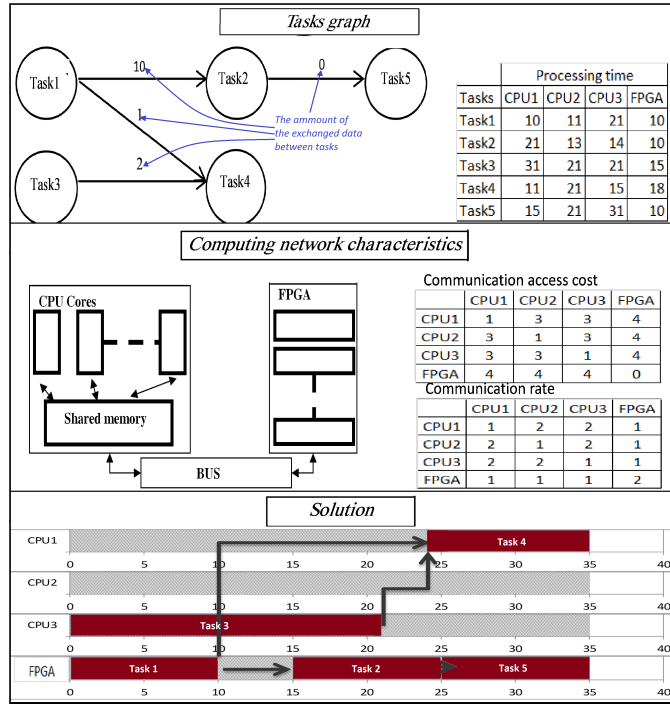 Tasks graph
10
0
Task1
Task2
Task5
1
The ammount of
the exchanged data
between tasks
2
Task3
Task4
Processing time
Tasks CPU1 CPU2 CPU3 FPGA
Task1 10 11 21 10
Task2 21 13 14 10
Task3 31 21 21 15
Task4 11 21 15 18
Task5 15 21 31 10
Computing network characteristics
CPU Cores
Shared memory
FPGA
BUS
Communication access cost
CPU1 CPU2 CPU3 FPGA
CPU1 1 3 3 4
CPU2 3 1 3 4
CPU3 3 3 1 4
FPGA 4 4 4 0
Communication rate
CPU1 CPU2 CPU3 FPGA
CPU1 1 2 2 1
CPU2 2 1 2 1
CPU3 2 2 1 1
FPGA 1 1 1 2
Solution
CPU1
Task 4
0 5 10 15 20 25 30 35 40
CPU2
0 5 10 15 20 25 30 35 40
CPU3
Task 3
0 5 10 15 20 25 30 35 40
FPGA
Task 1
Task 2
Task 5
0 5 10 15 20 25 30 35 40